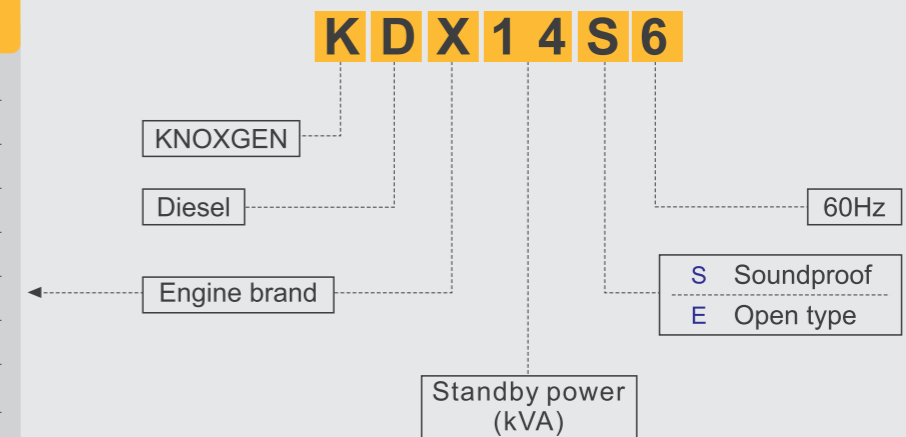 KDX14S6
KNOXGEN
Diesel
60Hz
Engine brand
S Soundproof
E Open type
Standby power
(kVA)